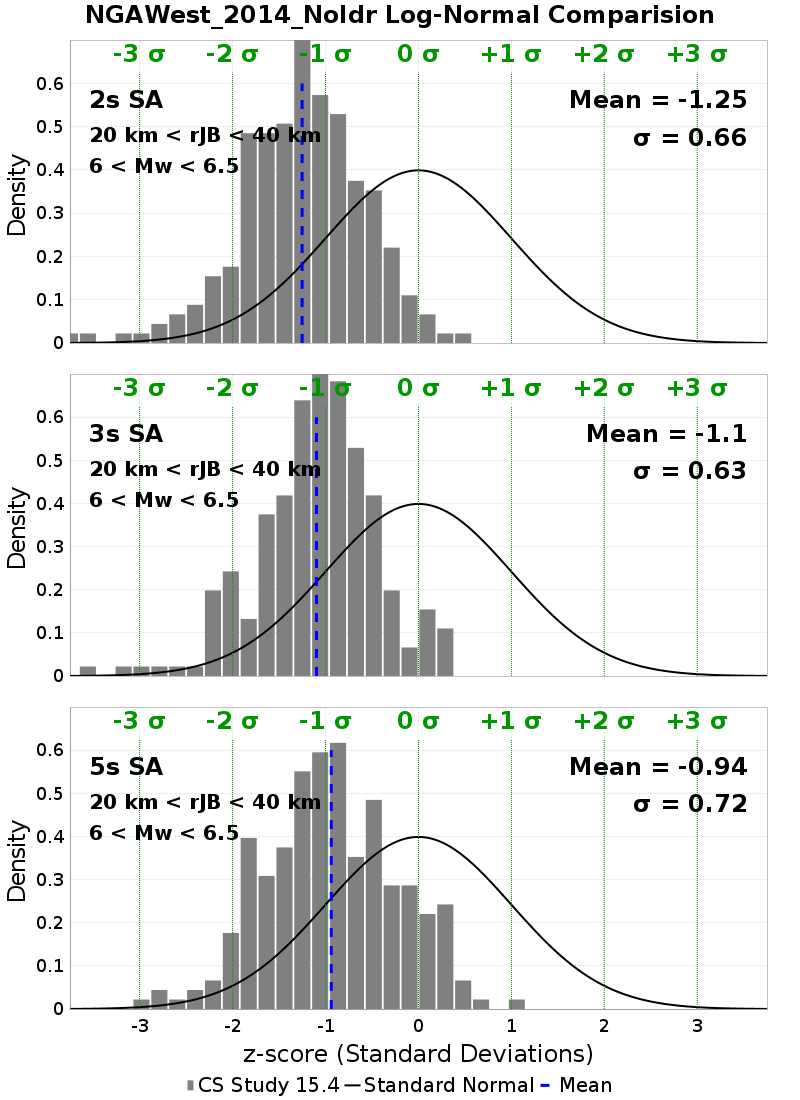 NGAWest_2014_NoIdr Log-Normal Comparision
-3 σ -2 σ -1 σ 0 σ +1 σ +2 σ +3 σ
2s SA Mean = -1.25
20 km < rJB < 40 km σ = 0.66
6 < Mw < 6.5
Density
0.6
0.5
0.4
0.3
0.2
0.1
0
-3 σ -2 σ -1 σ 0 σ +1 σ +2 σ +3 σ
3s SA Mean = -1.1
20 km < rJB < 40 km σ = 0.63
6 < Mw < 6.5
Density
0.6
0.5
0.4
0.3
0.2
0.1
0
-3 σ -2 σ -1 σ 0 σ +1 σ +2 σ +3 σ
5s SA Mean = -0.94
20 km < rJB < 40 km σ = 0.72
6 < Mw < 6.5
Density
0.6
0.5
0.4
0.3
0.2
0.1
0
-3 -2 -1 0 1 2 3
z-score (Standard Deviations)
CS Study 15.4 Standard Normal Mean